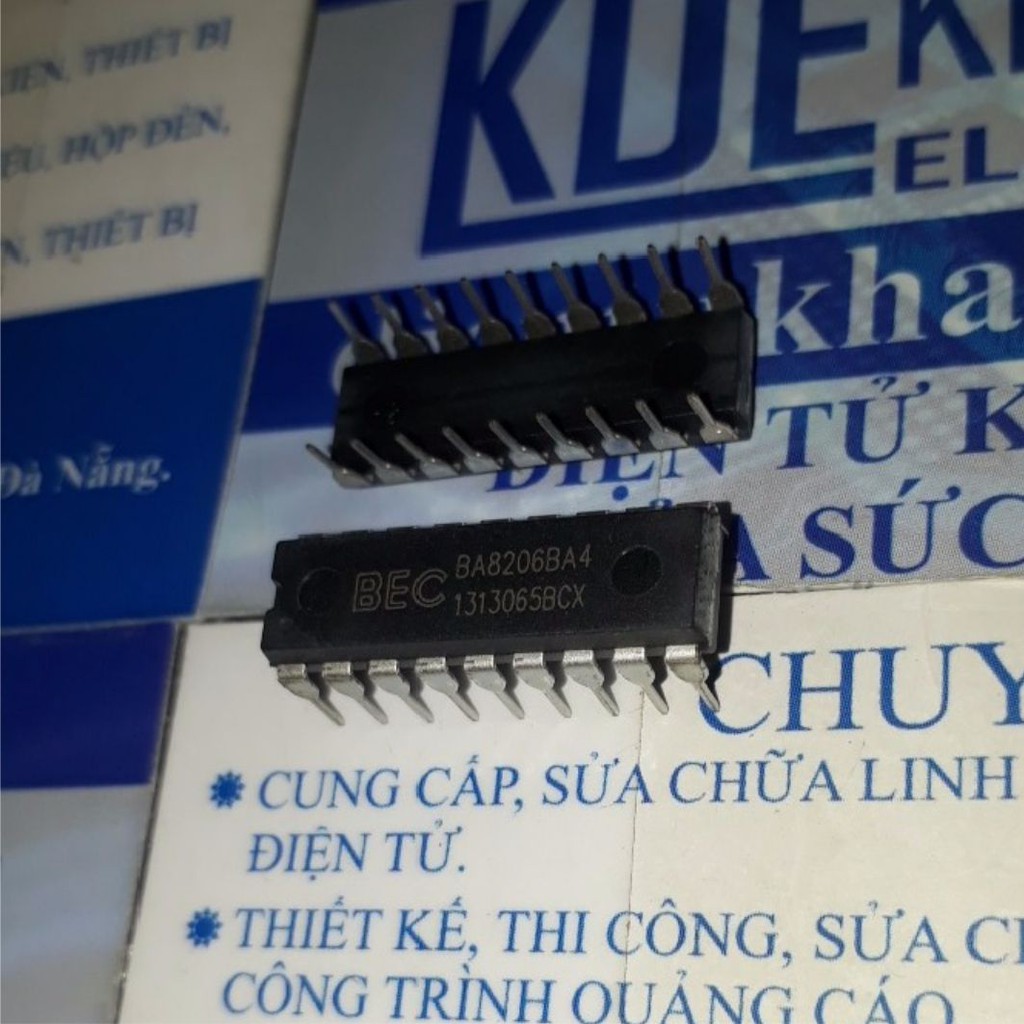 THIẾT BỊ
HỘP ĐÈN,
THIẾT BỊ
Đà Nẵng.
KDE
EL
kha
ĐIỆN TỬ K
SỨC
BEC BA8206BA4
1313065BCX
CHUY
CUNG CẤP, SỬA CHỮA LINH
ĐIỆN TỬ.
THIẾT KẾ, THI CÔNG, SỬA CH
CÔNG TRÌNH QUẢNG CÁO